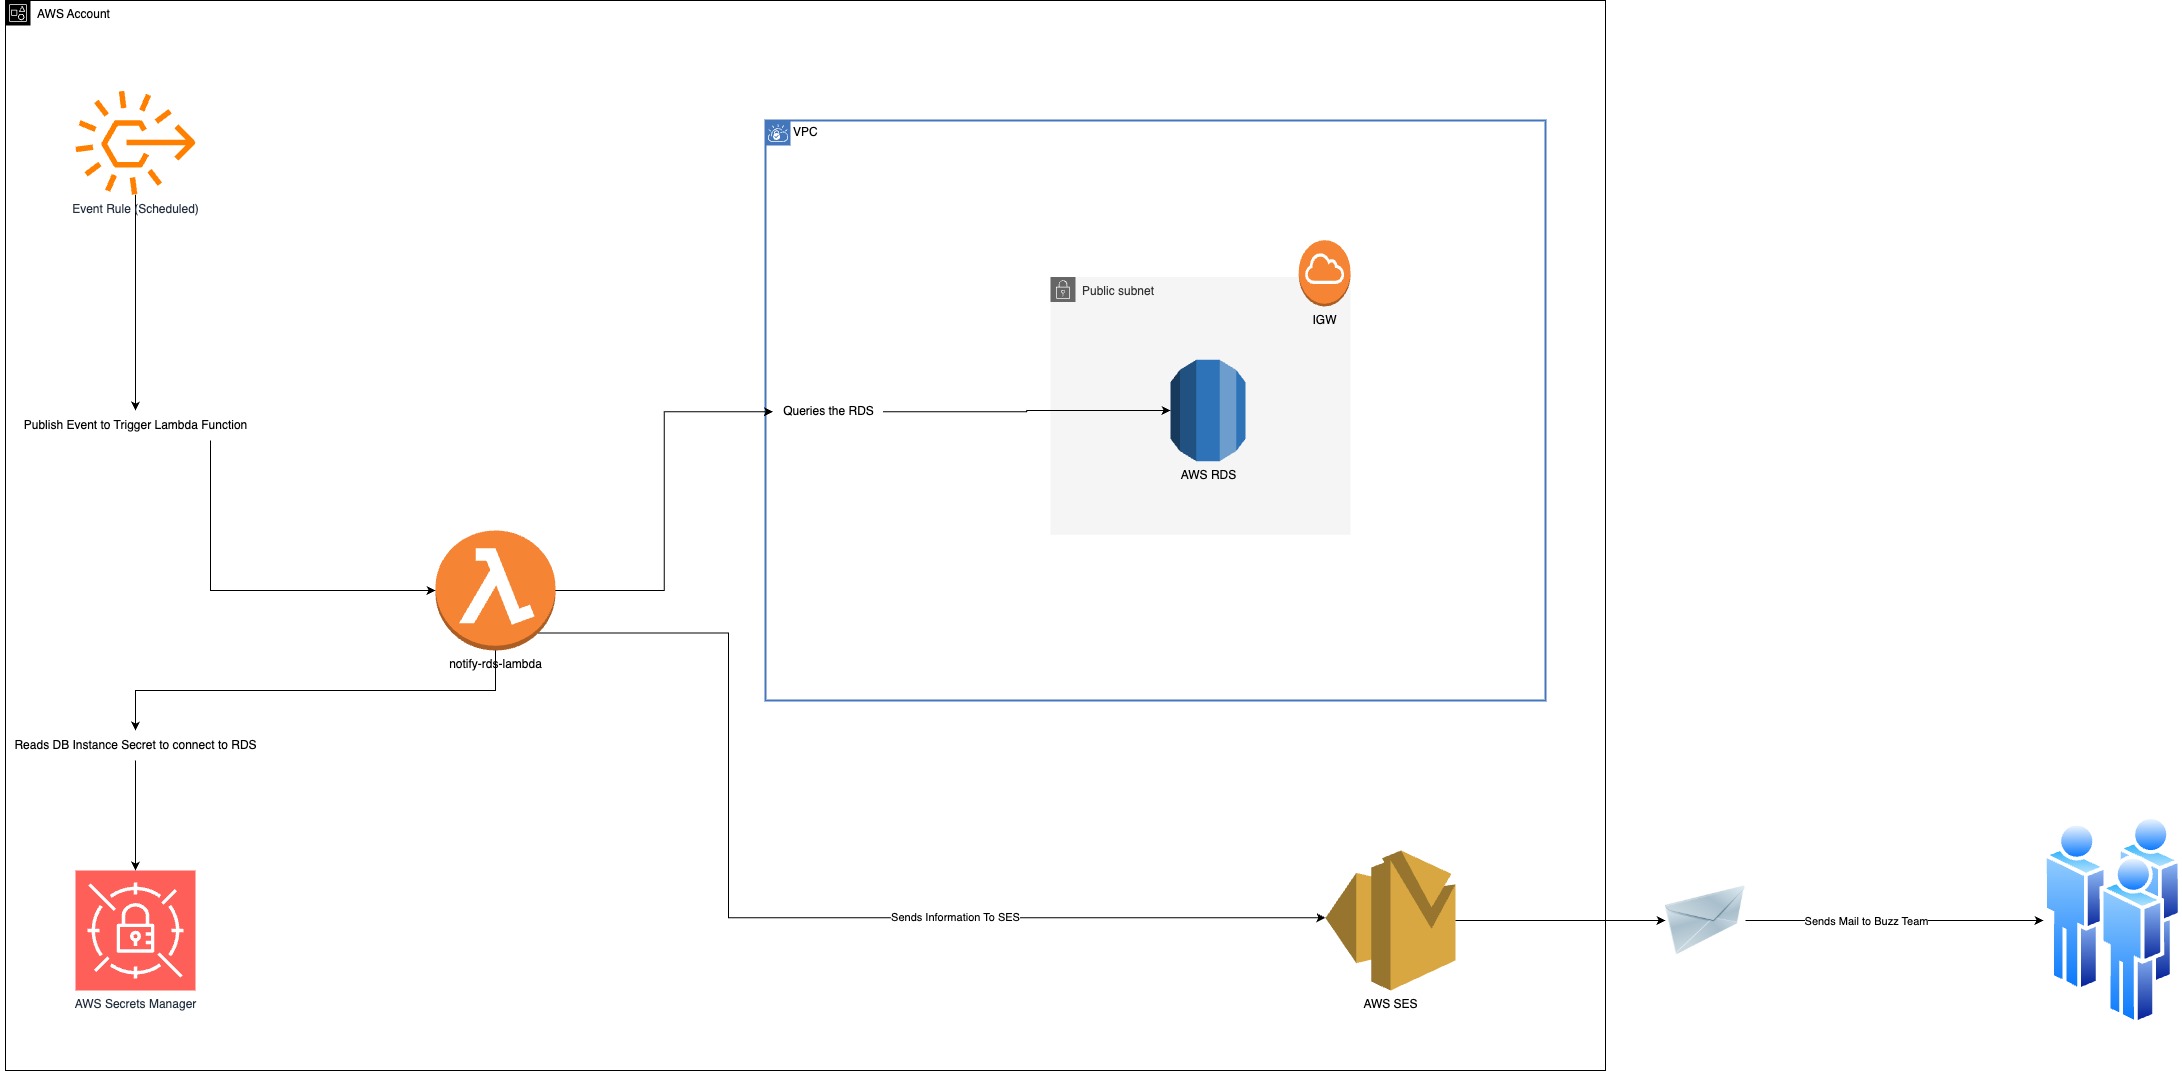 AWS Account
Event Rule (Scheduled)
VPC
Public subnet
IGW
Queries the RDS
AWS RDS
Publish Event to Trigger Lambda Function
notify-rds-lambda
Reads DB Instance Secret to connect to RDS
AWS Secrets Manager
Sends Information To SES
AWS SES
Sends Mail to Buzz Team